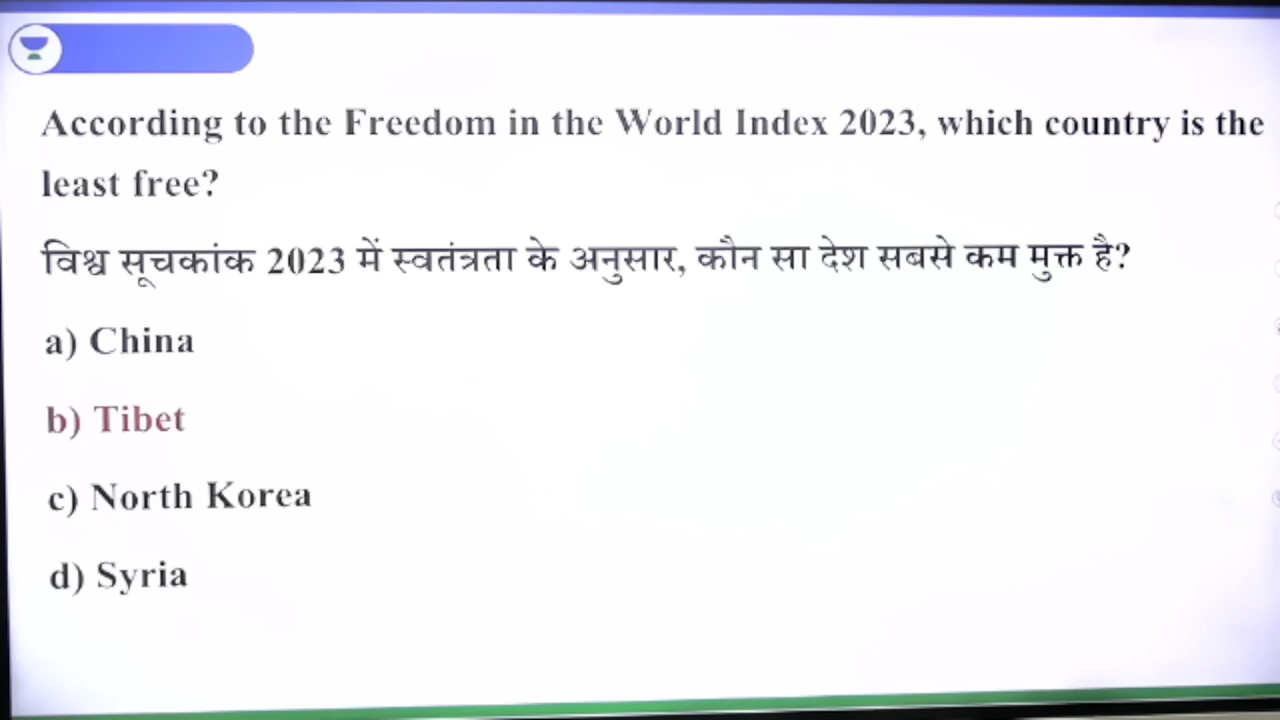 According to the Freedom in the World Index 2023, which country is the
least free?
विश्व सूचकांक 2023 में स्वतंत्रता के अनुसार, कौन सा देश सबसे कम मुक्त है?
a) China
b) Tibet
c) North Korea
d) Syria